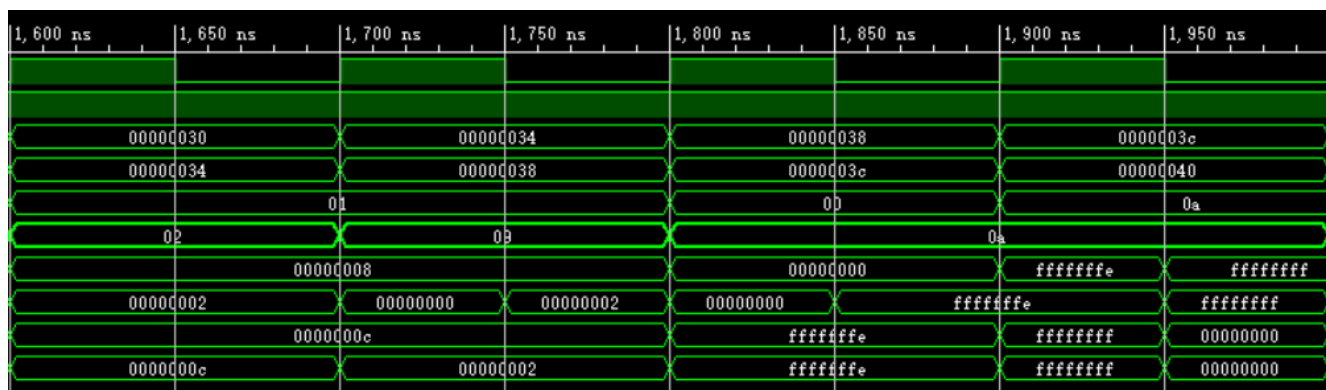 1,600 ns 1,650 ns 1,700 ns 1,750 ns 1,800 ns 1,850 ns 1,900 ns 1,950 ns
00000030 00000034 00000038 0000003c
00000034 00000038 0000003c 00000040
01 00 0a
02 09 0a
00000008 00000000 fffffffe ffffffff
00000002 00000000 00000002 00000000 fffffffe ffffffff
0000000c fffffffe ffffffff 00000000
0000000c 00000002 fffffffe ffffffff 00000000